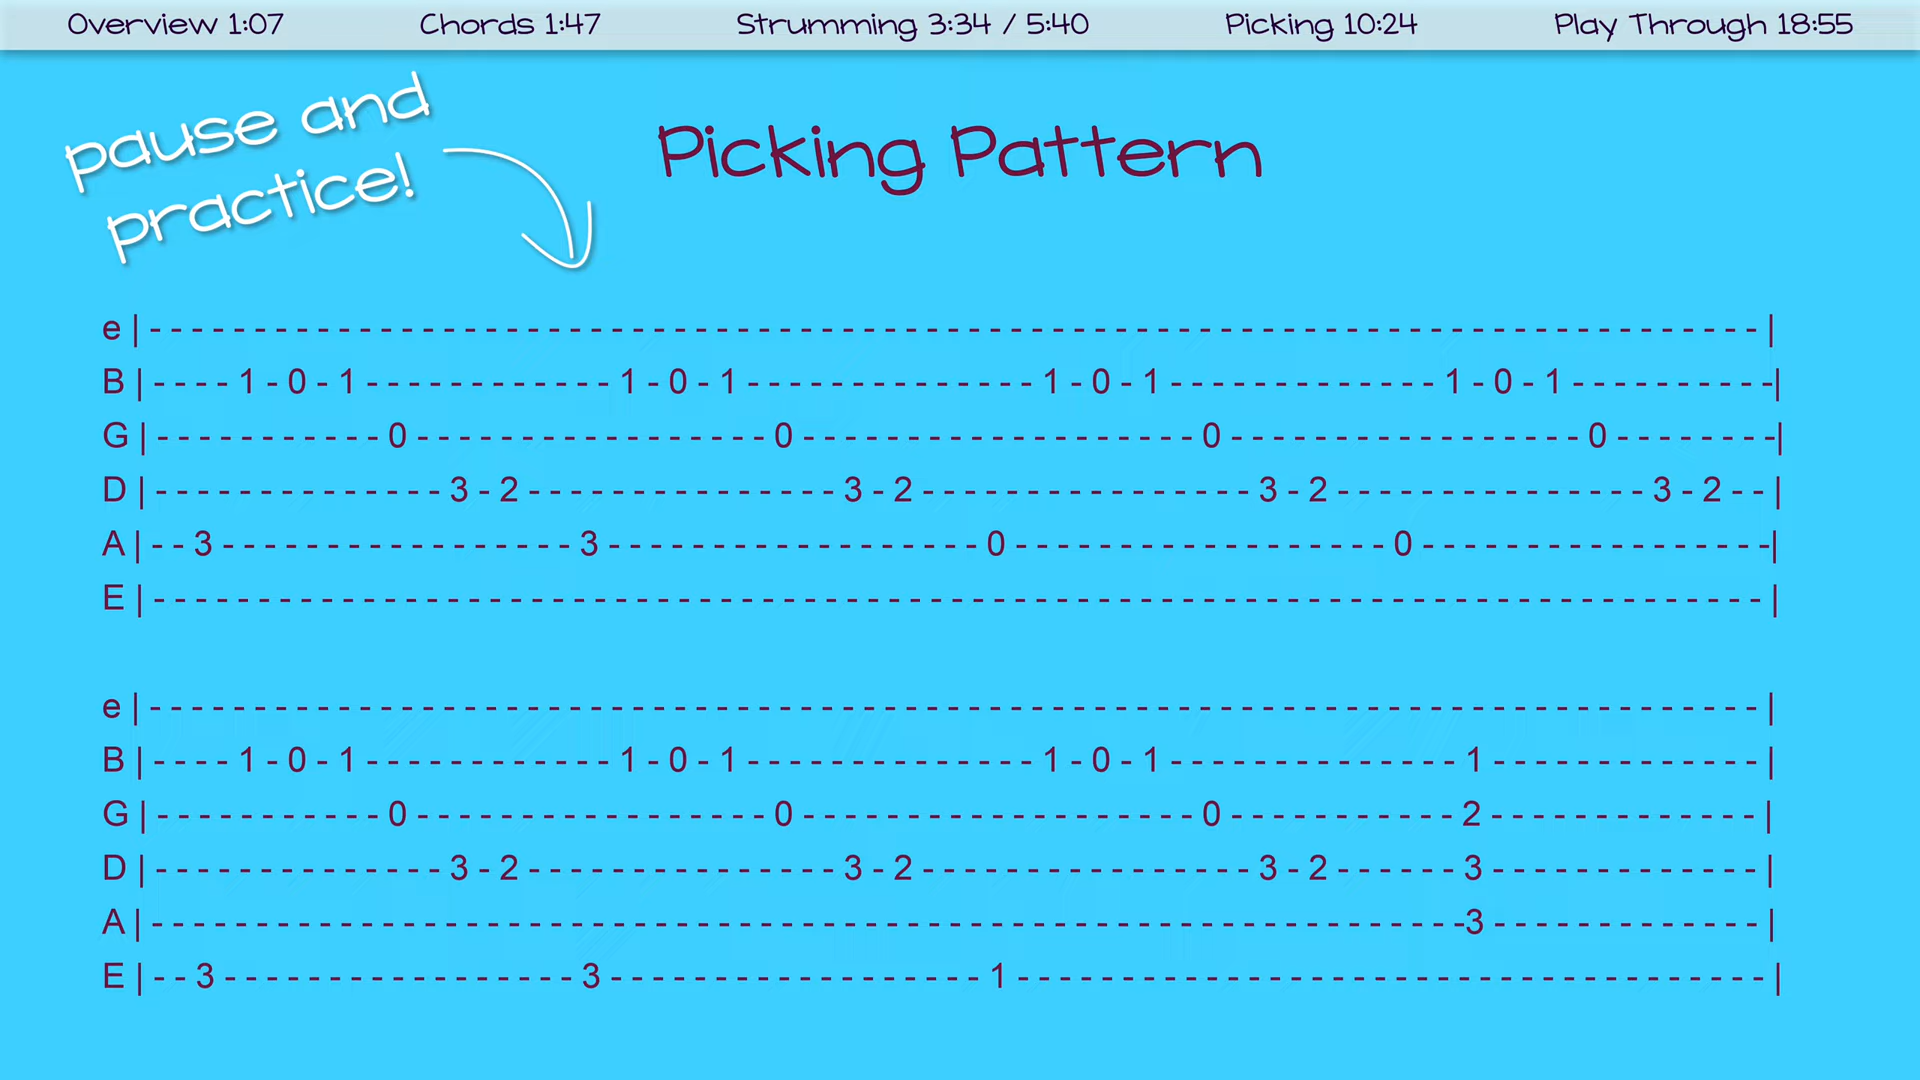 Overview 1:07 Chords 1:47 Strumming 3:34 / 5:40 Picking 10:24 Play Through 18:55
pause and
practice!
Picking Pattern
e|-----------------------------------------------------------------------------|
B|----1-0-1------------1-0-1--------------1-0-1-------------1-0-1----------|
G|-----------0-----------------0------------------0-----------------0--------|
D|--------------3-2---------------3-2----------------3-2---------------3-2--|
A|--3-----------------3------------------0------------------0-----------------|
E|-----------------------------------------------------------------------------|
e|-----------------------------------------------------------------------------|
B|----1-0-1------------1-0-1--------------1-0-1--------------1-------------|
G|-----------0-----------------0------------------0-----------2-------------|
D|--------------3-2---------------3-2----------------3-2------3-------------|
A|---------------------------------------------------------------3-------------|
E|--3-----------------3------------------1------------------------------------|